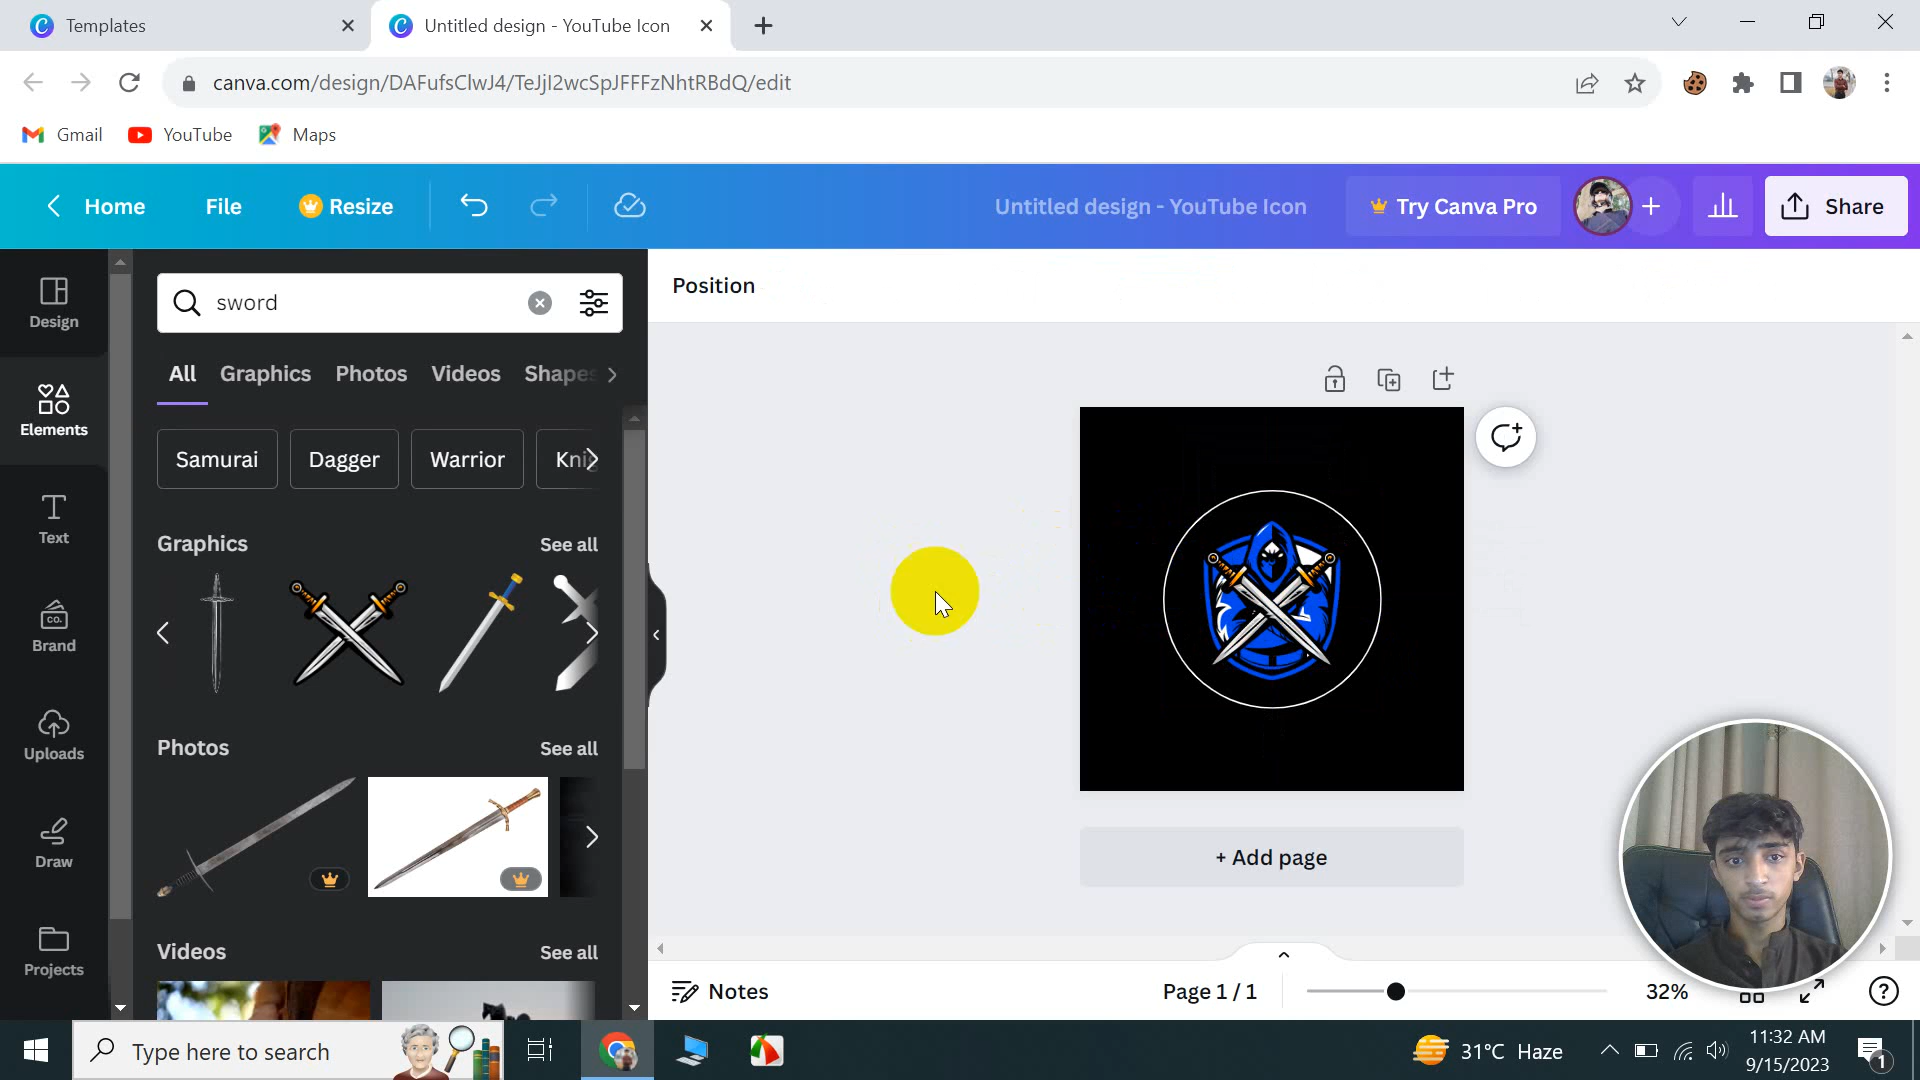 Templates
Untitled design - YouTube Icon
canva.com/design/DAFufsClwJ4/TeJjI2wcSpJFFFzNhtRBdQ/edit
Gmail
YouTube
Maps
Home
File
Resize
Untitled design - YouTube Icon
Try Canva Pro
Share
Design
Elements
Text
CO.
Brand
Uploads
Draw
Projects
sword
All
Graphics
Photos
Videos
Shapes
Samurai
Dagger
Warrior
Knig
Graphics
See all
Photos
See all
Videos
See all
Position
+ Add page
Notes
Page 1 / 1
32%
Type here to search
31°C Haze
11:32 AM
9/15/2023
1